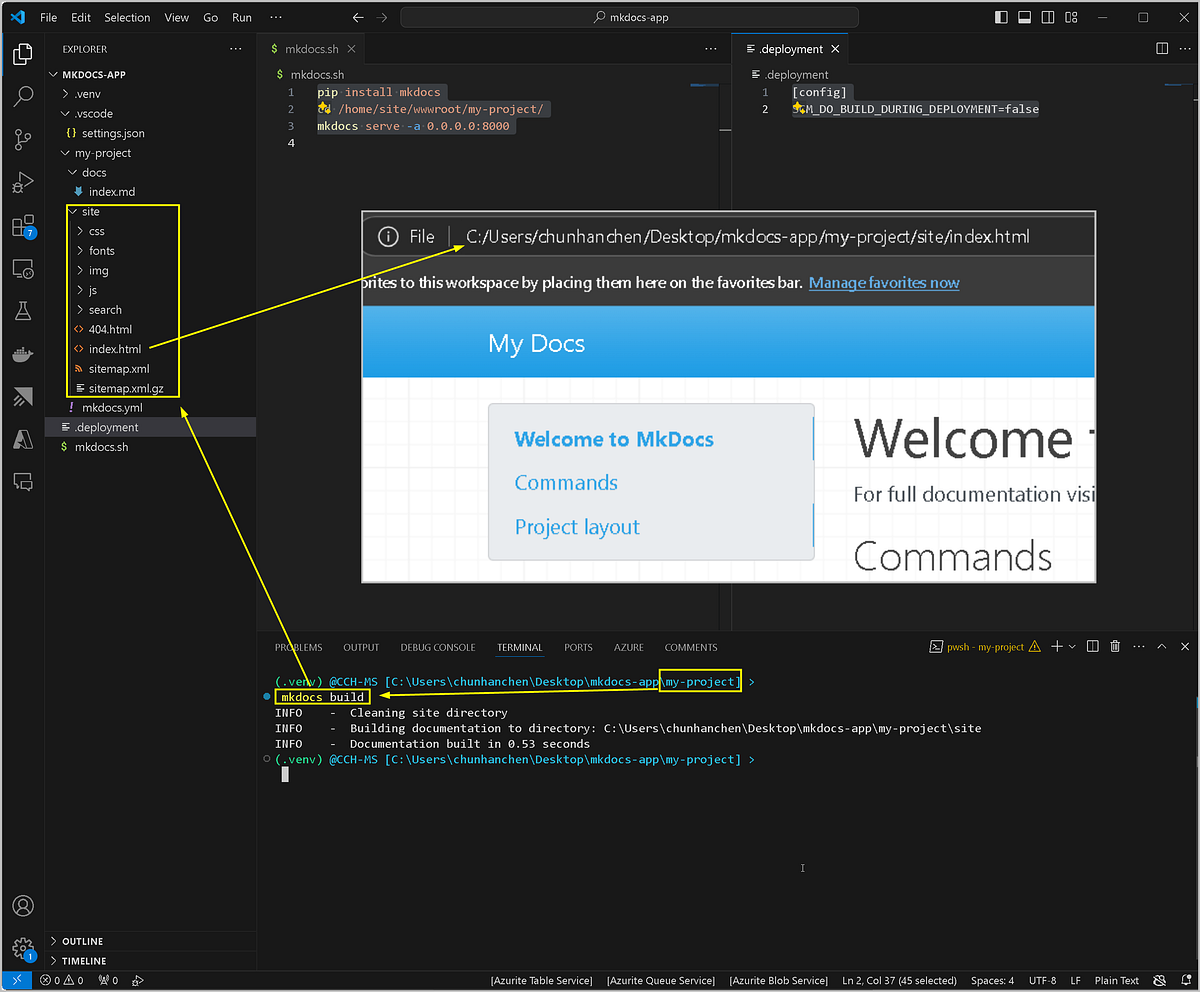 File Edit Selection View Go Run ··· mkdocs-app
EXPLORER ···
MKDOCS-APP
.venv
.vscode
settings.json
my-project
docs
index.md
site
css
fonts
img
js
search
404.html
index.html
sitemap.xml
sitemap.xml.gz
mkdocs.yml
.deployment
mkdocs.sh
OUTLINE
TIMELINE
7
1
$ mkdocs.sh
$ mkdocs.sh
1 pip install mkdocs
2 /home/site/wwwroot/my-project/
3 mkdocs serve -a 0.0.0.0:8000
4
.deployment
.deployment
1 [config]
2 M_DO_BUILD_DURING_DEPLOYMENT=false
File C:/Users/chunhanchen/Desktop/mkdocs-app/my-project/site/index.html
orites to this workspace by placing them here on the favorites bar. Manage favorites now
My Docs
Welcome to MkDocs
Commands
Project layout
Welcome
For full documentation visi
Commands
PROBLEMS OUTPUT DEBUG CONSOLE TERMINAL PORTS AZURE COMMENTS pwsh - my-project
(.venv) @CCH-MS [C:\Users\chunhanchen\Desktop\mkdocs-app\my-project] >
mkdocs build
INFO - Cleaning site directory
INFO - Building documentation to directory: C:\Users\chunhanchen\Desktop\mkdocs-app\my-project\site
INFO - Documentation built in 0.53 seconds
(.venv) @CCH-MS [C:\Users\chunhanchen\Desktop\mkdocs-app\my-project] >
0 0 0 [Azurite Table Service] [Azurite Queue Service] [Azurite Blob Service] Ln 2, Col 37 (45 selected) Spaces: 4 UTF-8 LF Plain Text